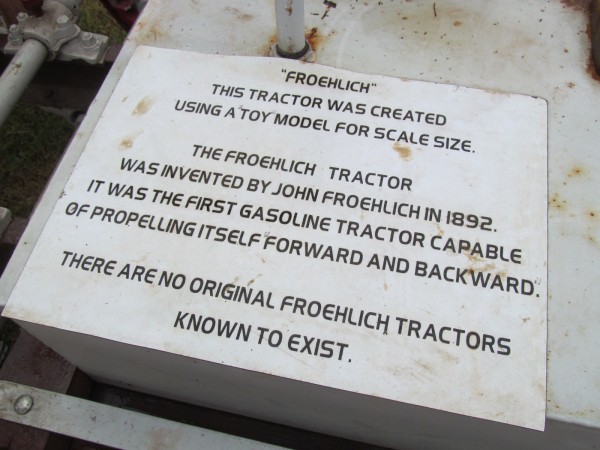 "FROEHLICH"
THIS TRACTOR WAS CREATED
USING A TOY MODEL FOR SCALE SIZE.
THE FROEHLICH TRACTOR
WAS INVENTED BY JOHN FROEHLICH IN 1892.
IT WAS THE FIRST GASOLINE TRACTOR CAPABLE
OF PROPELLING ITSELF FORWARD AND BACKWARD.
THERE ARE NO ORIGINAL FROEHLICH TRACTORS
KNOWN TO EXIST.